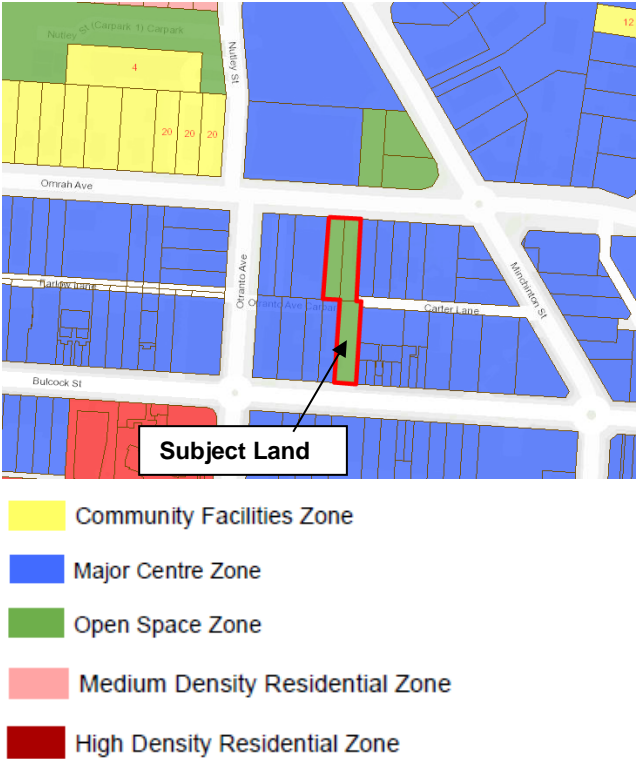 Nutley St (Carpark 1) Carpark
Nutley St
12
4
20 20 20
Omrah Ave
Otranto Ave
Minchinton St
Otranto Ave Carpark
Carter Lane
Bulcock St
Subject Land
Community Facilities Zone
Major Centre Zone
Open Space Zone
Medium Density Residential Zone
High Density Residential Zone